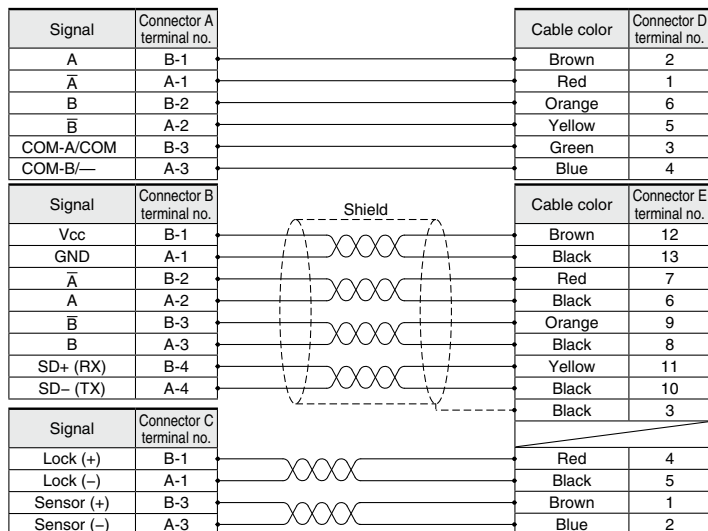 Signal Connector A terminal no. Cable color Connector D terminal no.
A B-1 Brown 2
A̅ A-1 Red 1
B B-2 Orange 6
B̅ A-2 Yellow 5
COM-A/COM B-3 Green 3
COM-B/— A-3 Blue 4
Signal Connector B terminal no. Shield Cable color Connector E terminal no.
Vcc B-1 Brown 12
GND A-1 Black 13
A̅ B-2 Red 7
A A-2 Black 6
B̅ B-3 Orange 9
B A-3 Black 8
SD+ (RX) B-4 Yellow 11
SD− (TX) A-4 Black 10
Black 3
Signal Connector C terminal no.
Lock (+) B-1 Red 4
Lock (−) A-1 Black 5
Sensor (+) B-3 Brown 1
Sensor (−) A-3 Blue 2